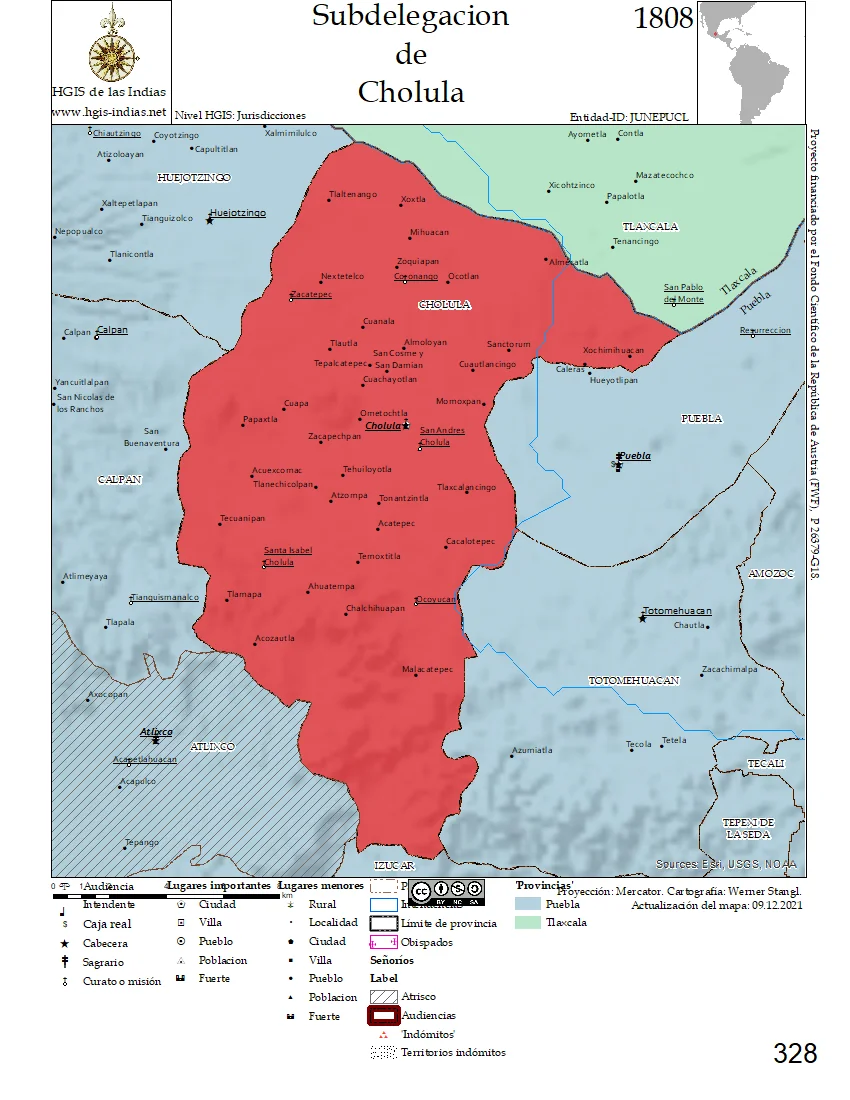 Subdelegacion
de
Cholula
1808
HGIS de las Indias
www.hgis-indias.net
Nivel HGIS: Jurisdicciones
Entidad-ID: JUNEPUCL
Chiautzingo
Coyotzingo
Xalmimilulco
Atizoloayan
Capultitlan
HUEJOTZINGO
Xaltepetlapan
Tianguizolco
Huejotzingo
Nepopualco
Tlanicontla
Ayometla
Contla
Xicohtzinco
Mazatecochco
Papalotla
TLAXCALA
Tenancingo
Tlaltenango
Xoxtla
Mihuacan
Zoquiapan
Almecatla
Nextetelco
Coronango
Ocotlan
Zacatepec
CHOLULA
San Pablo
del Monte
Tlaxcala
Puebla
Resurreccion
Calpan
Calpan
Cuanala
Tlautla
Almoloyan
Sanctorum
San Cosme y
San Damian
Tepalcatepec
Cuautlancingo
Xochimihuacan
Caleras
Hueyotlipan
Cuachayotlan
Yancuitlalpan
San Nicolas de
los Ranchos
Cuapa
Momoxpan
Papaxtla
Ometochtla
Cholula
San Andres
Cholula
Zacapechpan
PUEBLA
San
Buenaventura
Puebla
CALPAN
Acuexcomac
Tehuiloyotla
Tlanechicolpan
Tlaxcalancingo
Atzompa
Tonantzintla
Tecuanipan
Acatepec
Cacalotepec
Santa Isabel
Cholula
Temoxtitla
AMOZOC
Atlimeyaya
Tianquismanalco
Tlamapa
Ahuatempa
Chalchihuapan
Ocoyucan
Totomehuacan
Chautla
Tlapala
Acozautla
Malacatepec
Zacachimalpa
TOTOMEHUACAN
Axocopan
Atlixco
ATLIXCO
Acapetlahuacan
Acapulco
Azumiatla
Tecola
Tetela
TECALI
Tepango
TEPEXI DE
LA SEDA
IZUCAR
Sources: Esri, USGS, NOAA
Proyecto financiado por el Fondo Científico de la República de Austria (FWF), P 26379-G18.
0
4
km
Audiencia
Intendente
Caja real
Cabecera
Sagrario
Curato o misión
Lugares importantes
Ciudad
Villa
Pueblo
Poblacion
Fuerte
Lugares menores
Rural
Localidad
Ciudad
Villa
Pueblo
Poblacion
Fuerte
Límite de provincia
Obispados
Señoríos
Label
Atrisco
Audiencias
'Indómitos'
Territorios indómitos
cc
BY NC SA
'Provincias'
Puebla
Tlaxcala
Proyección: Mercator. Cartografía: Werner Stangl.
Actualización del mapa: 09.12.2021
328